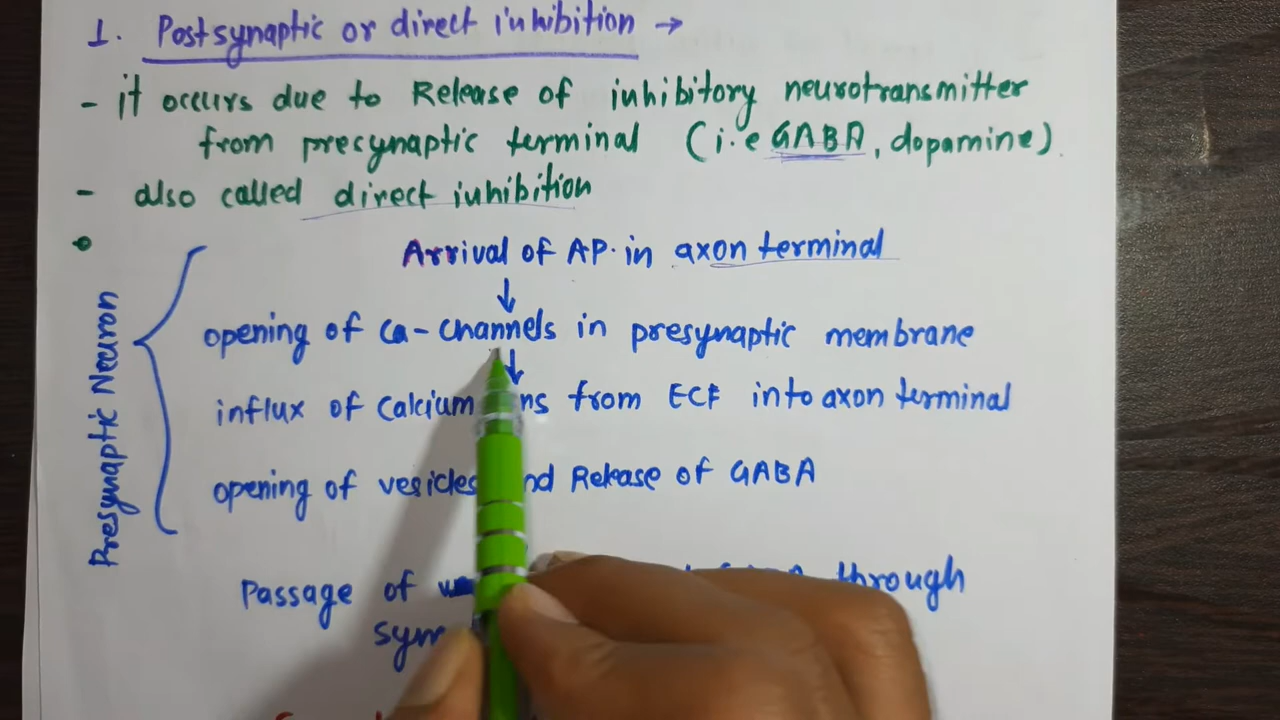 1. Postsynaptic or direct inhibition →
- it occurs due to Release of inhibitory neurotransmitter
from presynaptic terminal (i.e GABA, dopamine)
- also called direct inhibition
Arrival of AP. in axon terminal
↓
opening of Ca-channels in presynaptic membrane
↓
influx of calcium from ECF into axon terminal
opening of vesicles and Release of GABA
Passage of through
Presynaptic Neuron